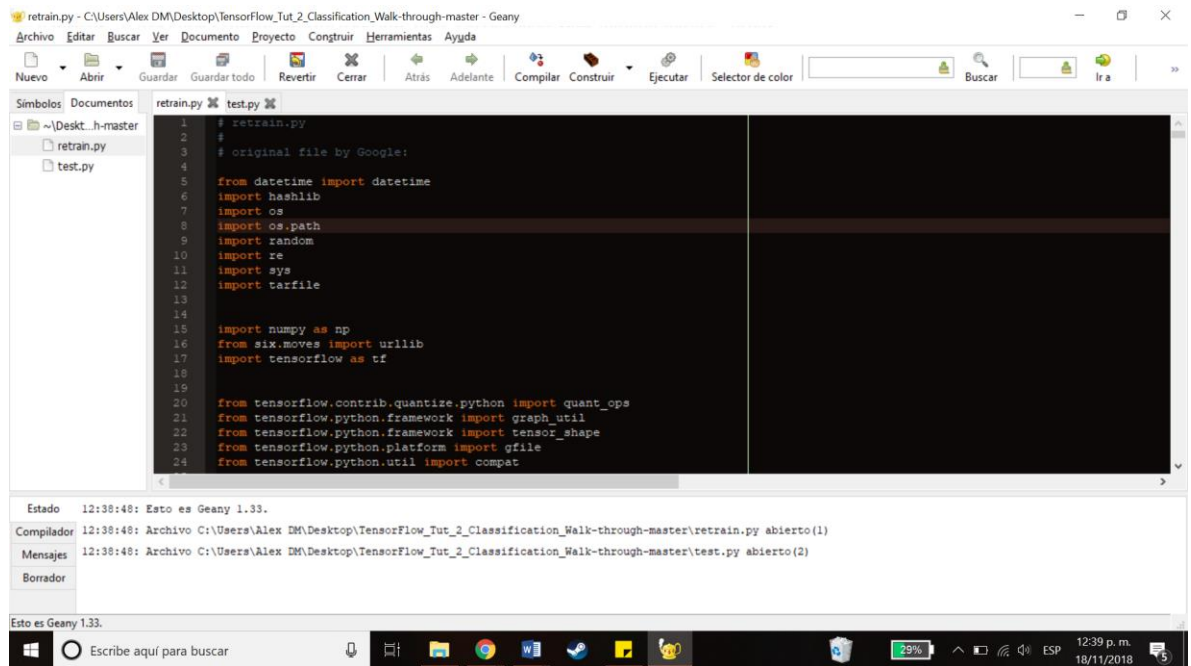 retrain.py - C:\Users\Alex DM\Desktop\TensorFlow_Tut_2_Classification_Walk-through-master - Geany
Archivo Editar Buscar Ver Documento Proyecto Construir Herramientas Ayuda
Nuevo Abrir Guardar Guardar todo Revertir Cerrar Atrás Adelante Compilar Construir Ejecutar Selector de color Buscar Ir a
Símbolos Documentos retrain.py test.py
~\Deskt...h-master
retrain.py
test.py
1 # retrain.py
2 #
3 # original file by Google:
4
5 from datetime import datetime
6 import hashlib
7 import os
8 import os.path
9 import random
10 import re
11 import sys
12 import tarfile
13
14
15 import numpy as np
16 from six.moves import urllib
17 import tensorflow as tf
18
19
20 from tensorflow.contrib.quantize.python import quant_ops
21 from tensorflow.python.framework import graph_util
22 from tensorflow.python.framework import tensor_shape
23 from tensorflow.python.platform import gfile
24 from tensorflow.python.util import compat
Estado 12:38:48: Esto es Geany 1.33.
Compilador 12:38:48: Archivo C:\Users\Alex DM\Desktop\TensorFlow_Tut_2_Classification_Walk-through-master\retrain.py abierto(1)
Mensajes 12:38:48: Archivo C:\Users\Alex DM\Desktop\TensorFlow_Tut_2_Classification_Walk-through-master\test.py abierto(2)
Borrador
Esto es Geany 1.33.
Escribe aquí para buscar 29% ESP 12:39 p. m.
18/11/2018 5